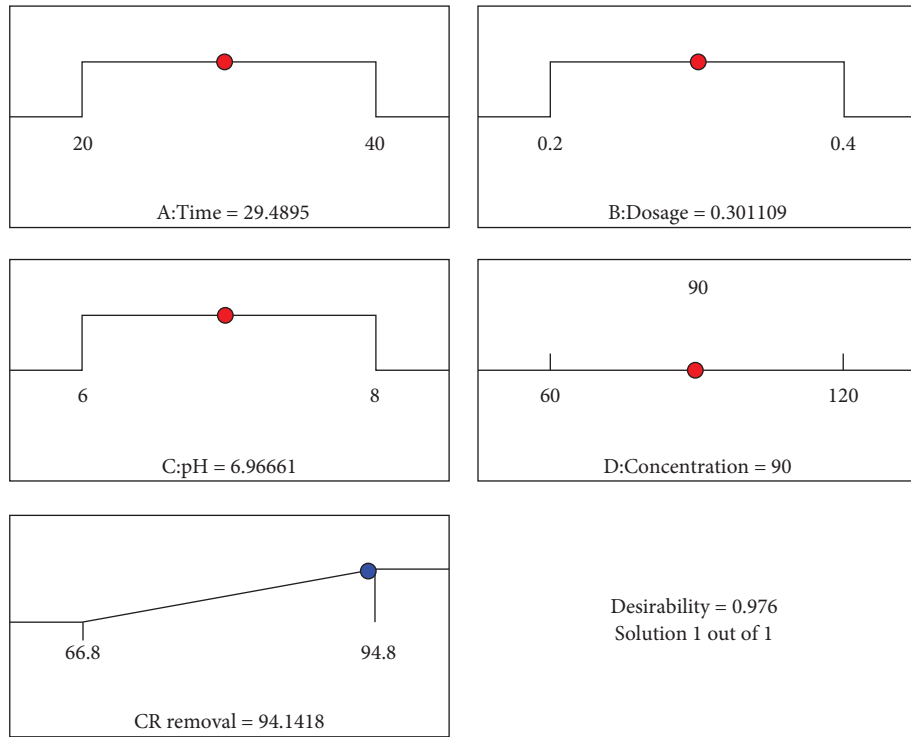 20
40
A:Time = 29.4895
0.2
0.4
B:Dosage = 0.301109
6
8
C:pH = 6.96661
90
60
120
D:Concentration = 90
66.8
94.8
CR removal = 94.1418
Desirability = 0.976
Solution 1 out of 1